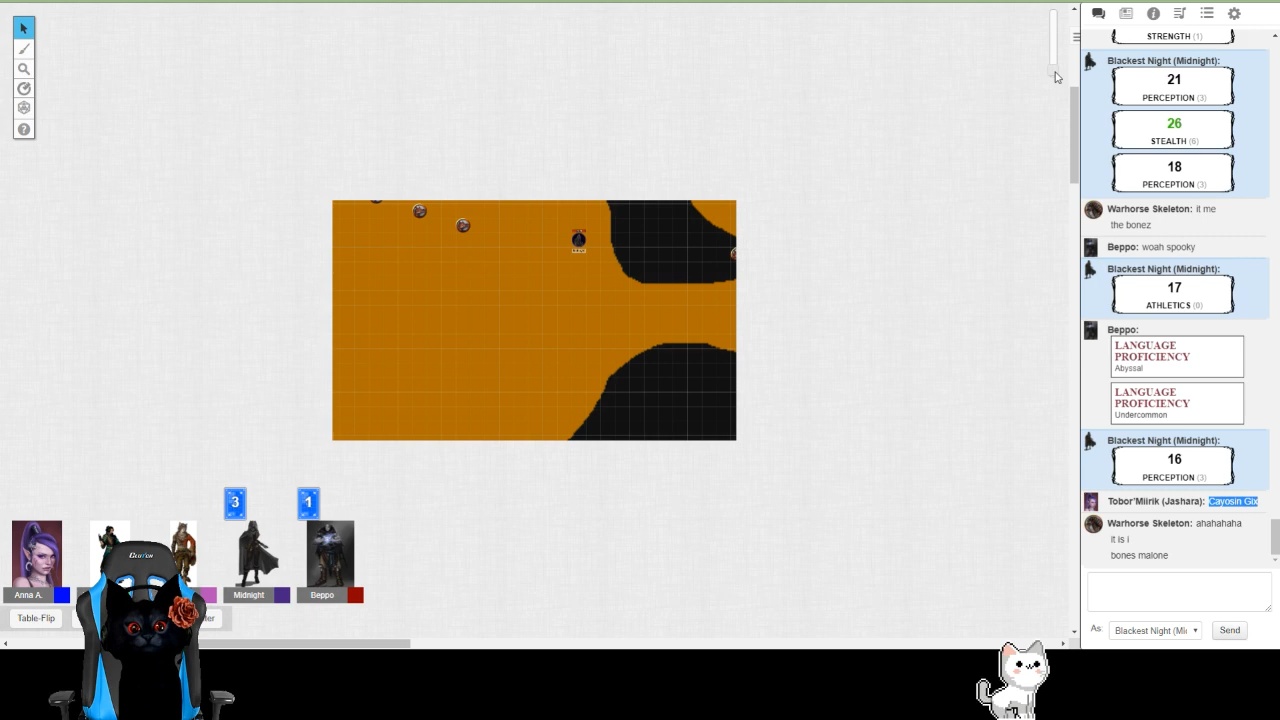 STRENGTH (1)
Blackest Night (Midnight):
21
PERCEPTION (3)
26
STEALTH (6)
18
PERCEPTION (3)
Warhorse Skeleton: it me
the bonez
Beppo: woah spooky
Blackest Night (Midnight):
17
ATHLETICS (0)
Beppo:
LANGUAGE
PROFICIENCY
Abyssal
LANGUAGE
PROFICIENCY
Undercommon
Blackest Night (Midnight):
16
PERCEPTION (3)
Tobor'Miirik (Jashara): Cayosin Gix
Warhorse Skeleton: ahahahaha
it is i
bones malone
As: Blackest Night (Mi
Send
3
1
Anna A.
Midnight
Beppo
Table-Flip
CLUTCH